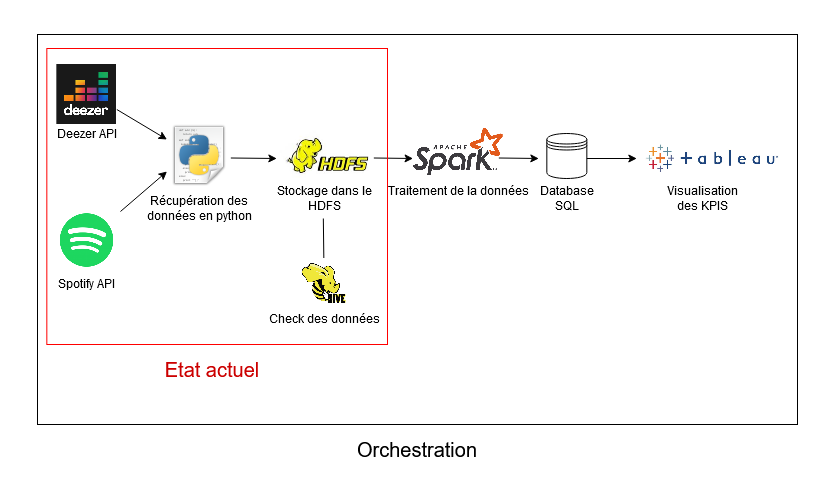 deezer
Deezer API
Récupération des
données en python
Spotify API
HDFS
Stockage dans le
HDFS
HIVE
Check des données
APACHE
Spark
Traitement de la données
Database
SQL
+ a b | e a u
Visualisation
des KPIS
Etat actuel
Orchestration